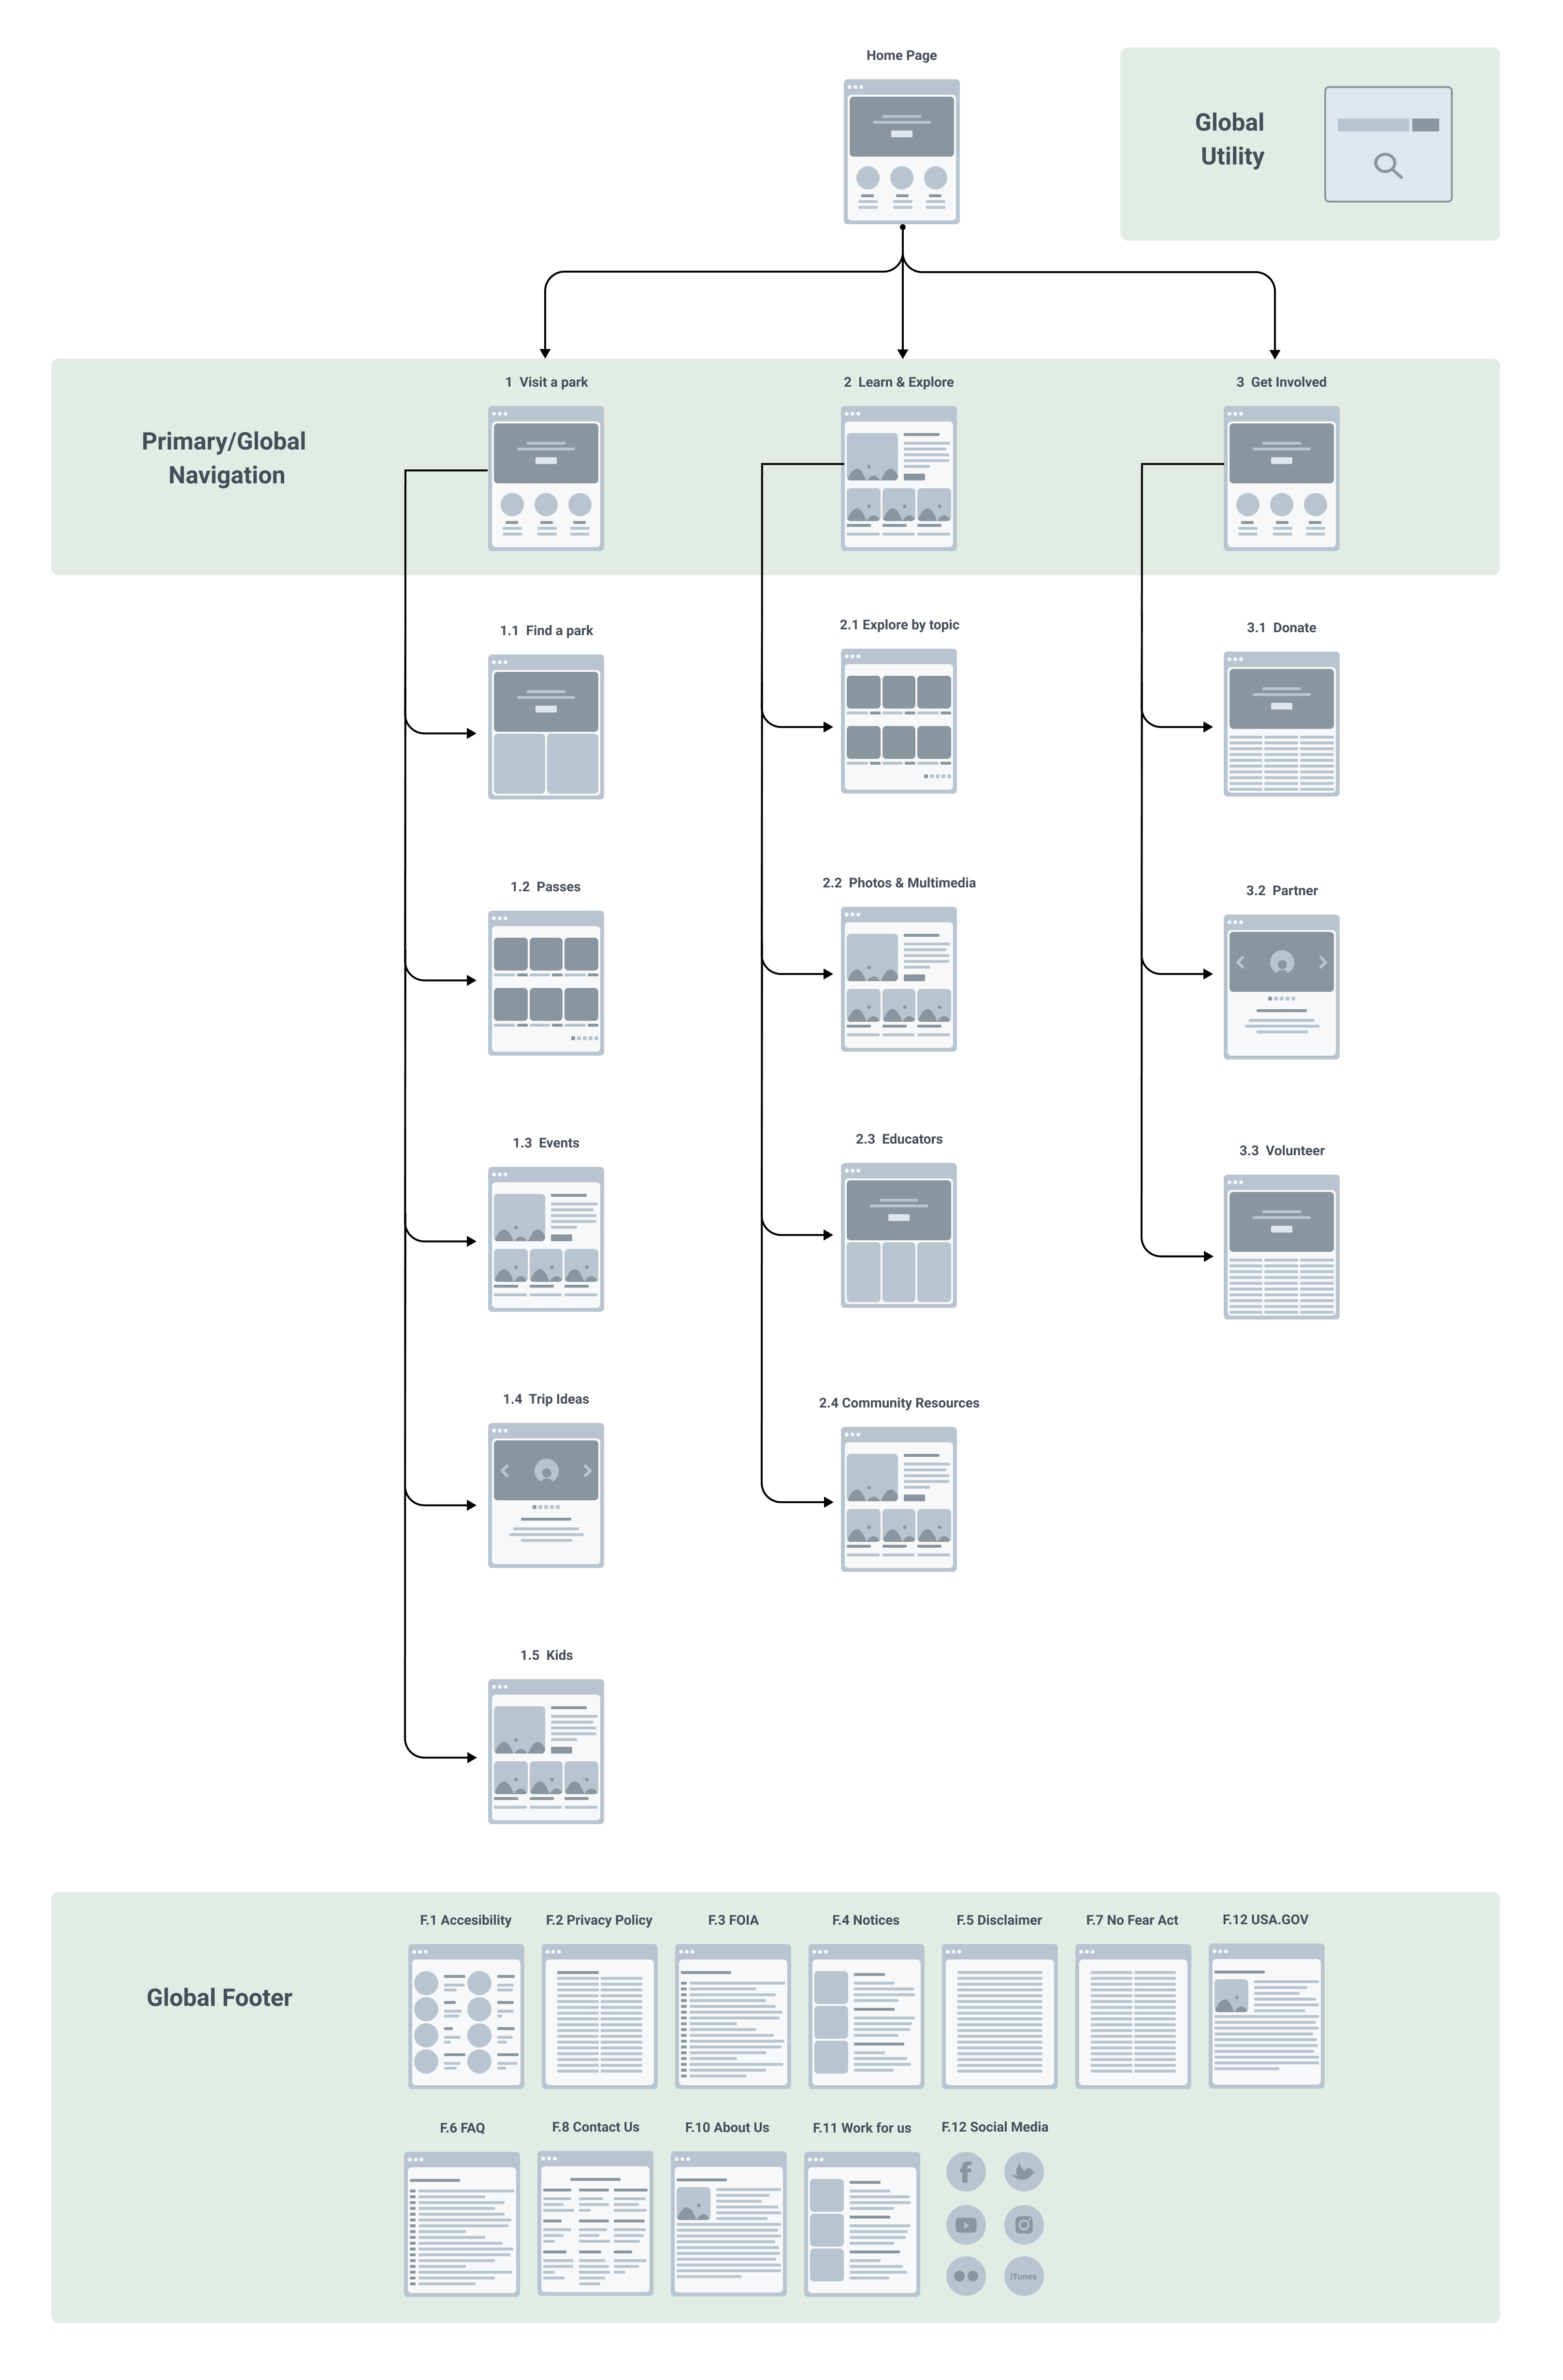 Home Page
Global
Utility
1 Visit a park
2 Learn & Explore
3 Get Involved
Primary/Global
Navigation
1.1 Find a park
2.1 Explore by topic
3.1 Donate
1.2 Passes
2.2 Photos & Multimedia
3.2 Partner
1.3 Events
2.3 Educators
3.3 Volunteer
1.4 Trip Ideas
2.4 Community Resources
1.5 Kids
Global Footer
F.1 Accesibility
F.2 Privacy Policy
F.3 FOIA
F.4 Notices
F.5 Disclaimer
F.7 No Fear Act
F.12 USA.GOV
F.6 FAQ
F.8 Contact Us
F.10 About Us
F.11 Work for us
F.12 Social Media
iTunes